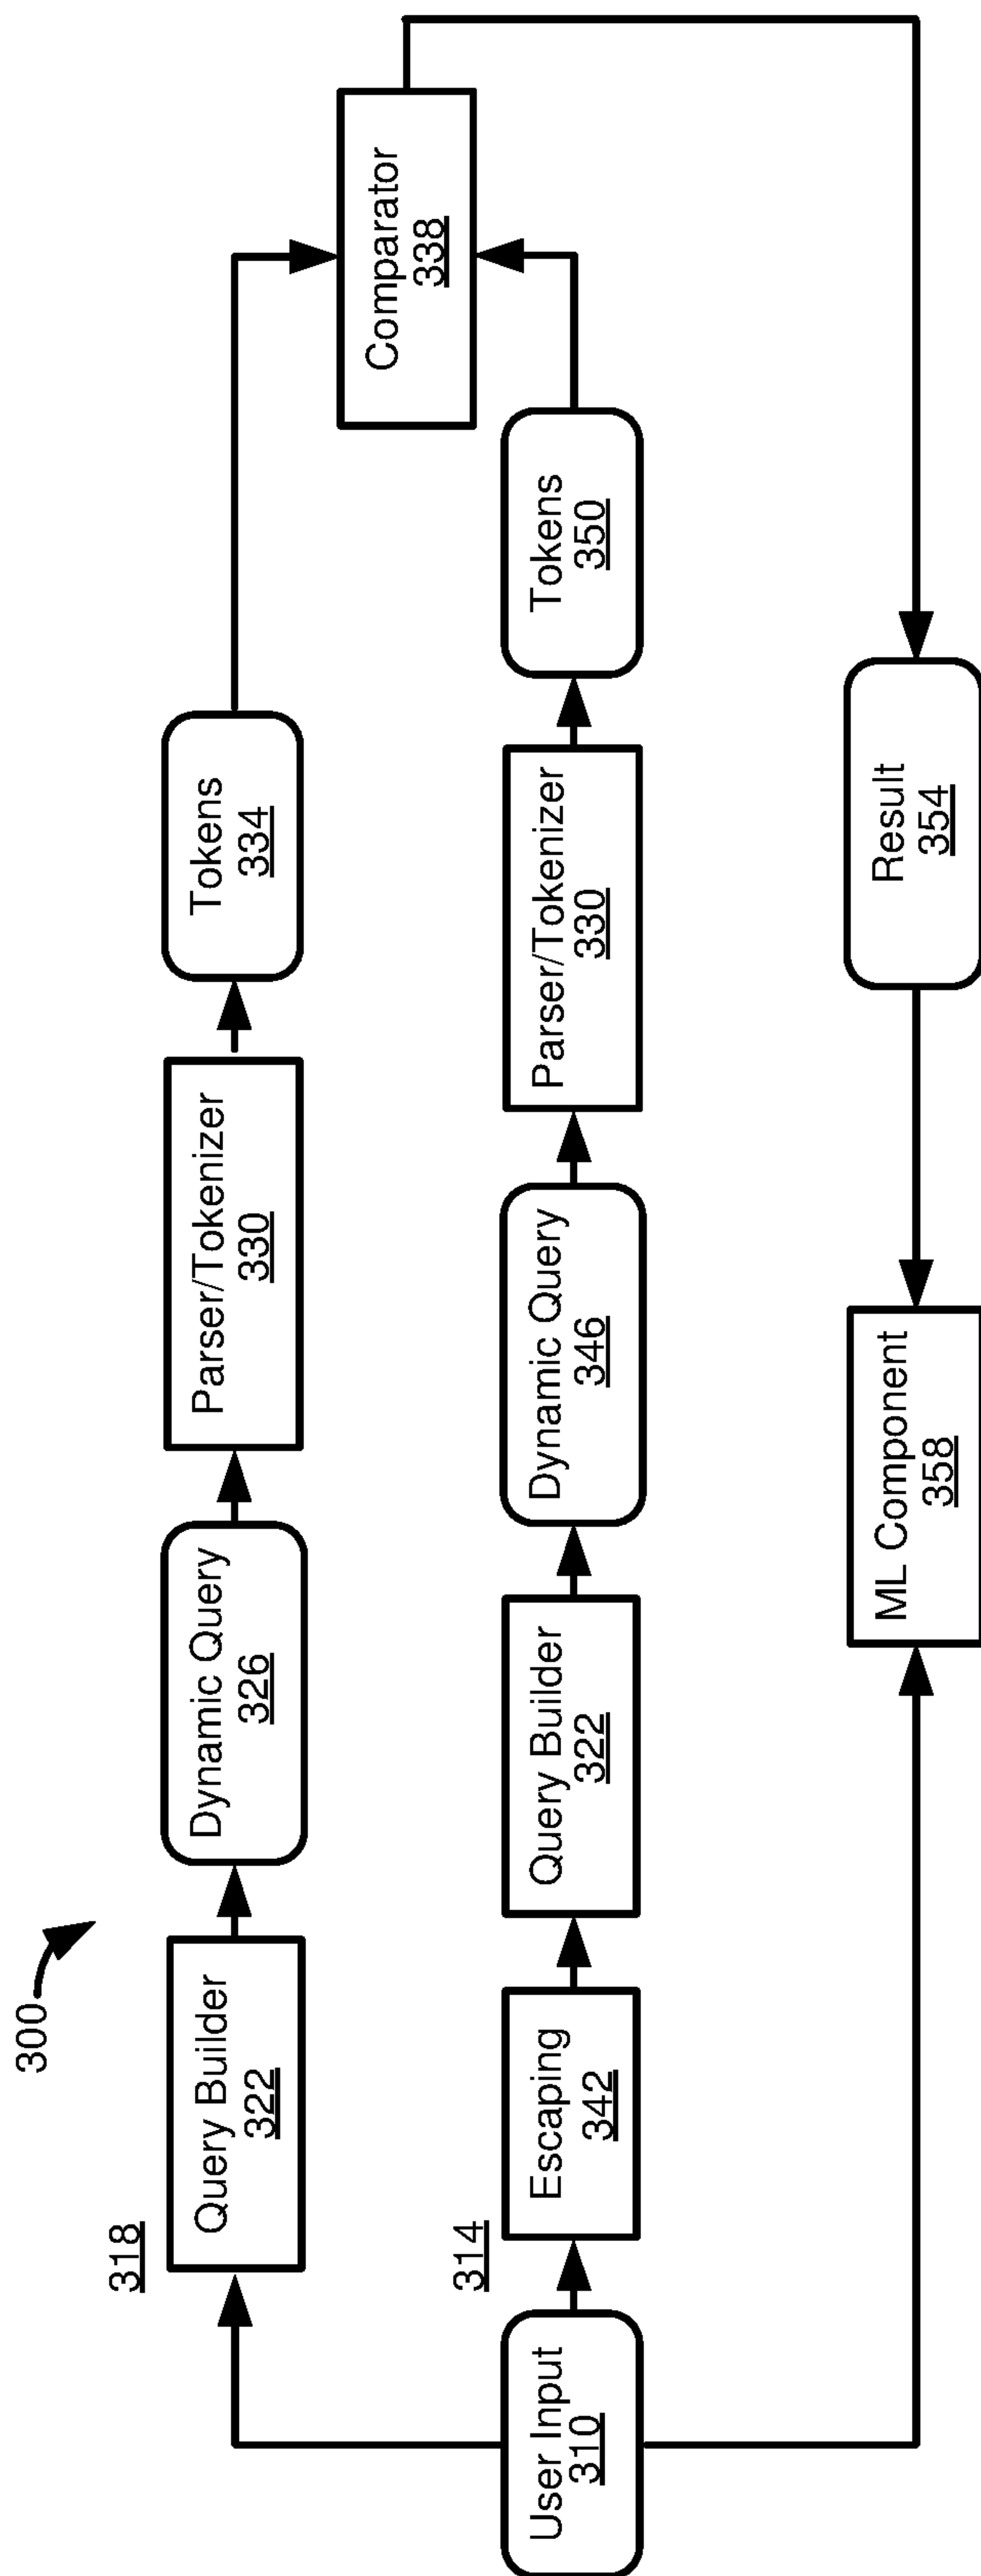 300
318
Query Builder
322
Dynamic Query
326
Parser/Tokenizer
330
Tokens
334
Comparator
338
User Input
310
314
Escaping
342
Query Builder
322
Dynamic Query
346
Parser/Tokenizer
330
Tokens
350
ML Component
358
Result
354